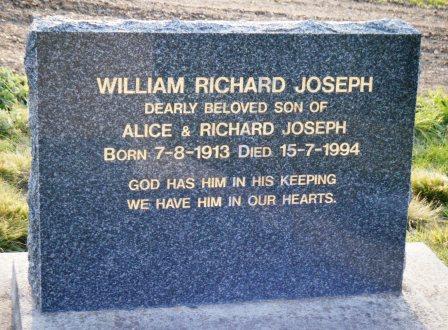 WILLIAM RICHARD JOSEPH
DEARLY BELOVED SON OF
ALICE & RICHARD JOSEPH
BORN 7-8-1913 DIED 15-7-1994
GOD HAS HIM IN HIS KEEPING
WE HAVE HIM IN OUR HEARTS.